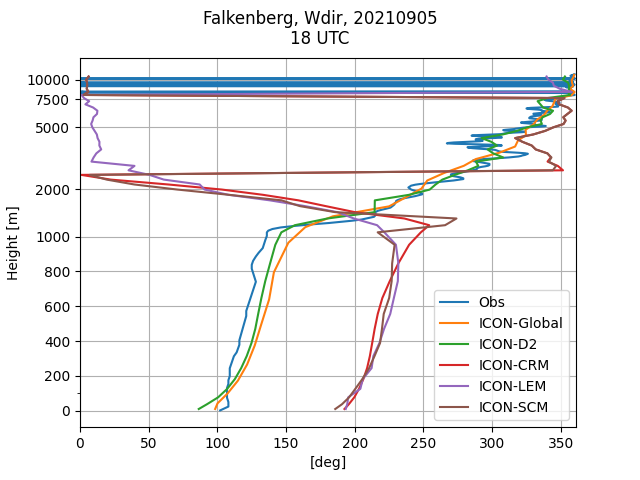 Falkenberg, Wdir, 20210905
18 UTC
Height [m]
10000
7500
5000
2000
1000
800
600
400
200
0
0
50
100
150
200
250
300
350
[deg]
Obs
ICON-Global
ICON-D2
ICON-CRM
ICON-LEM
ICON-SCM